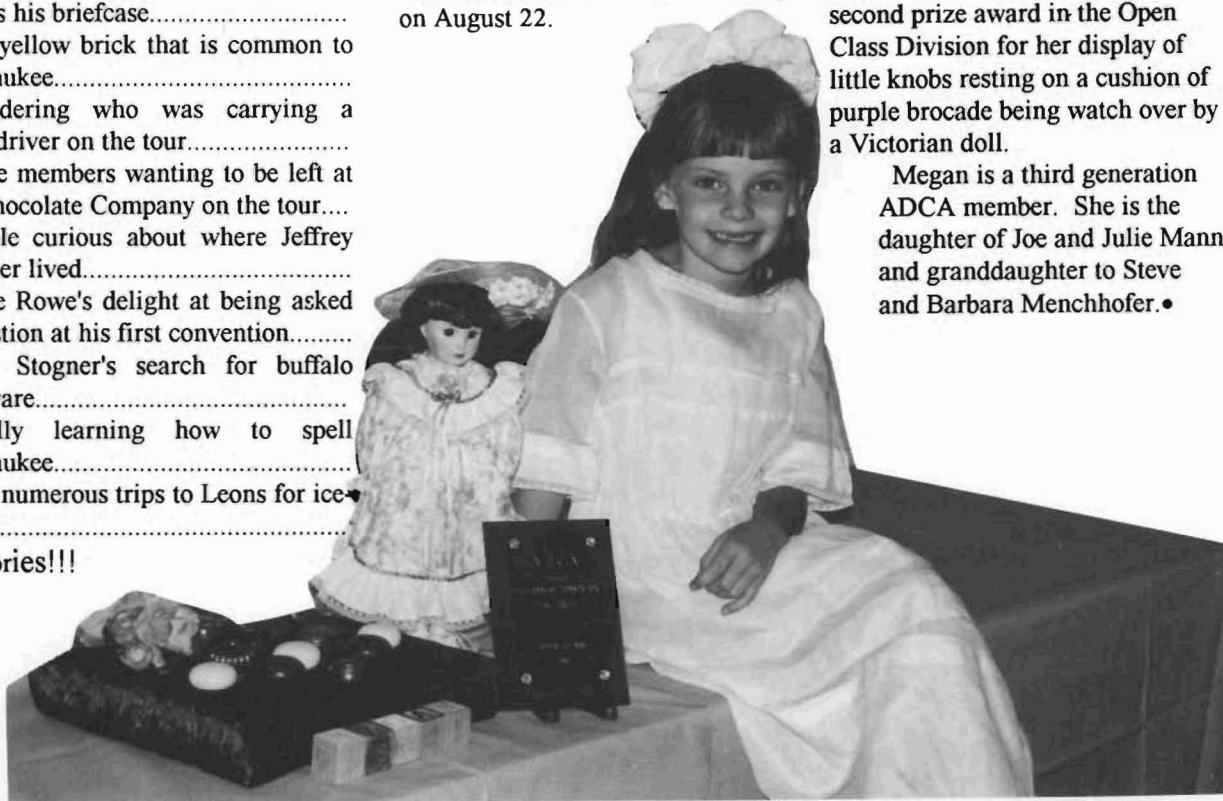 s his briefcase............................
yellow brick that is common to
aukee.....................................
dering who was carrying a
driver on the tour......................
e members wanting to be left at
hocolate Company on the tour....
le curious about where Jeffrey
er lived...................................
e Rowe's delight at being asked
stion at his first convention.........
Stogner's search for buffalo
are.........................................
lly learning how to spell
aukee.....................................
numerous trips to Leons for ice-
.............................................
ories!!!
on August 22.
second prize award in the Open
Class Division for her display of
little knobs resting on a cushion of
purple brocade being watch over by
a Victorian doll.
Megan is a third generation
ADCA member. She is the
daughter of Joe and Julie Mann
and granddaughter to Steve
and Barbara Menchhofer.•